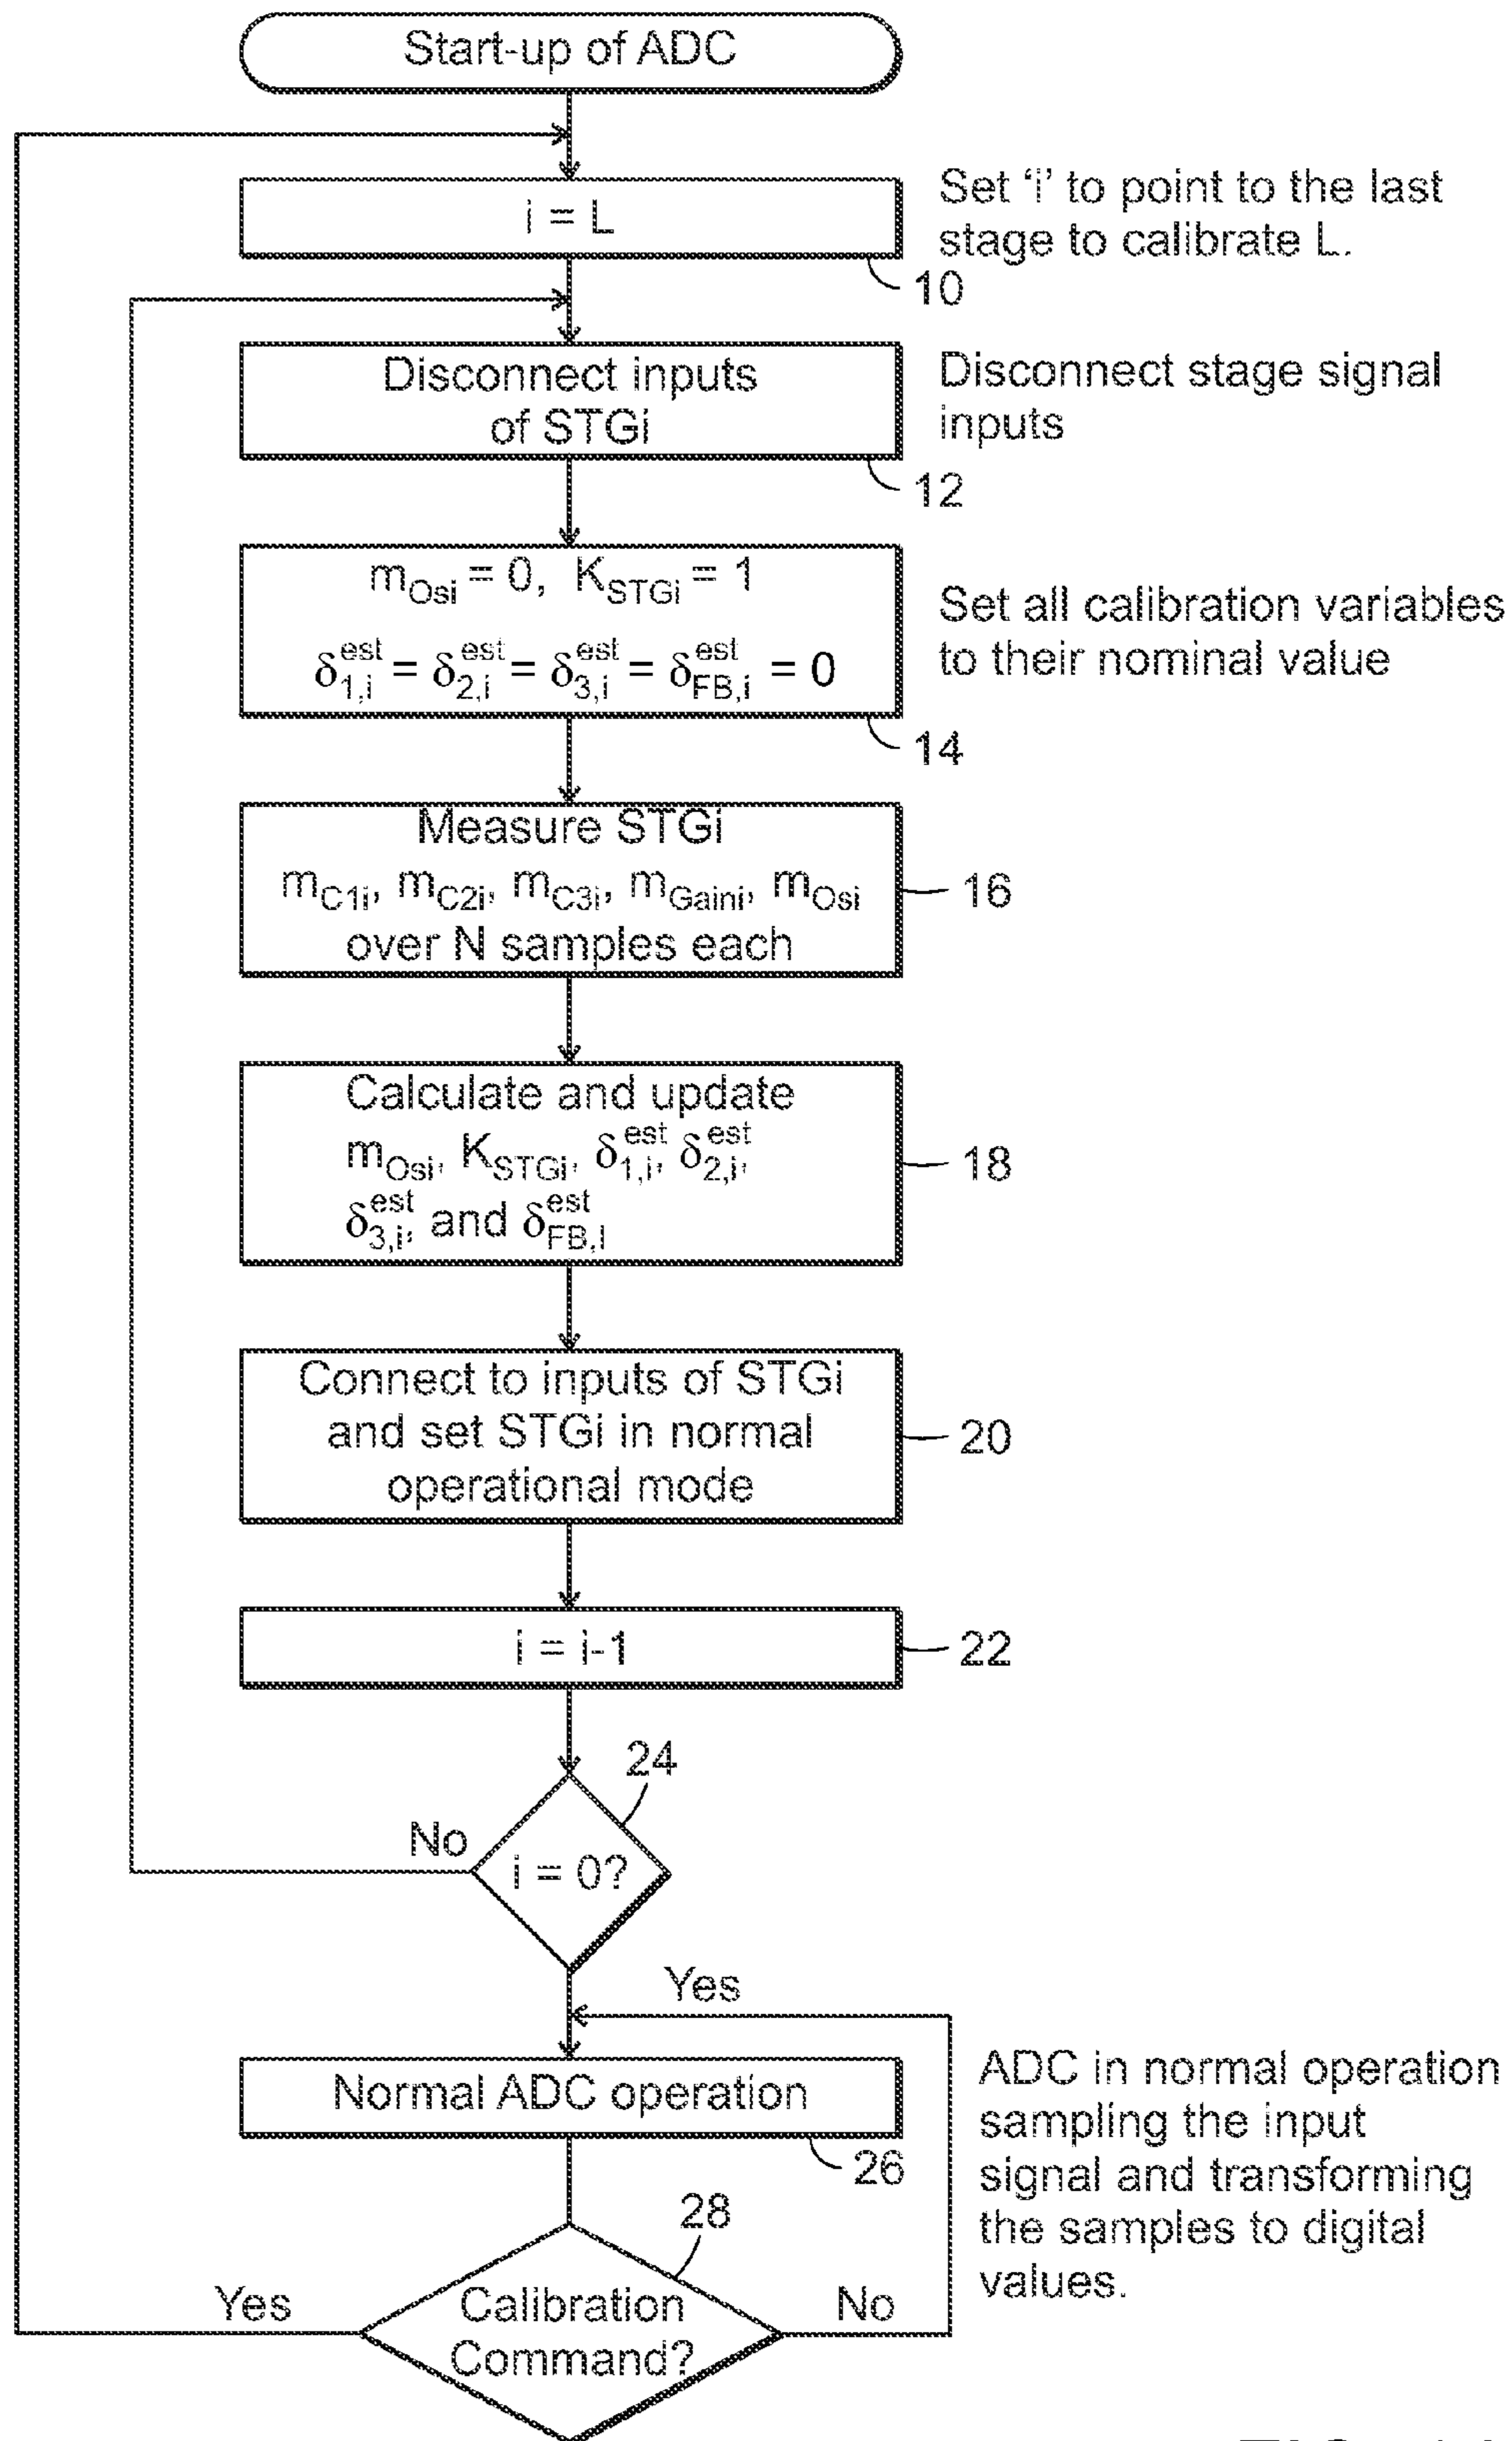 Start-up of ADC
i = L
Set ‘i’ to point to the last
stage to calibrate L.
10
Disconnect inputs
of STGi
Disconnect stage signal
inputs
12
m_Osi = 0, K_STGi = 1
δ^est_1,i = δ^est_2,i = δ^est_3,i = δ^est_FB,i = 0
Set all calibration variables
to their nominal value
14
Measure STGi
m_C1i, m_C2i, m_C3i, m_Gaini, m_Osi
over N samples each
16
Calculate and update
m_Osi, K_STGi, δ^est_1,i, δ^est_2,i,
δ^est_3,i, and δ^est_FB,I
18
Connect to inputs of STGi
and set STGi in normal
operational mode
20
i = i-1
22
24
No
i = 0?
Yes
Normal ADC operation
26
ADC in normal operation
sampling the input
signal and transforming
the samples to digital
values.
28
Yes
Calibration
Command?
No